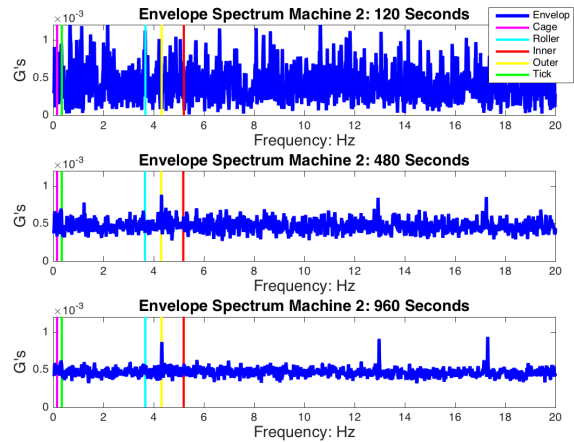 Envelope Spectrum Machine 2: 120 Seconds
×10-3
G's
1
0.5
0
0 2 4 6 8 10 12 14 16 18 20
Frequency: Hz
Envelop
Cage
Roller
Inner
Outer
Tick
Envelope Spectrum Machine 2: 480 Seconds
×10-3
G's
1
0.5
0
0 2 4 6 8 10 12 14 16 18 20
Frequency: Hz
Envelope Spectrum Machine 2: 960 Seconds
×10-3
G's
1
0.5
0
0 2 4 6 8 10 12 14 16 18 20
Frequency: Hz